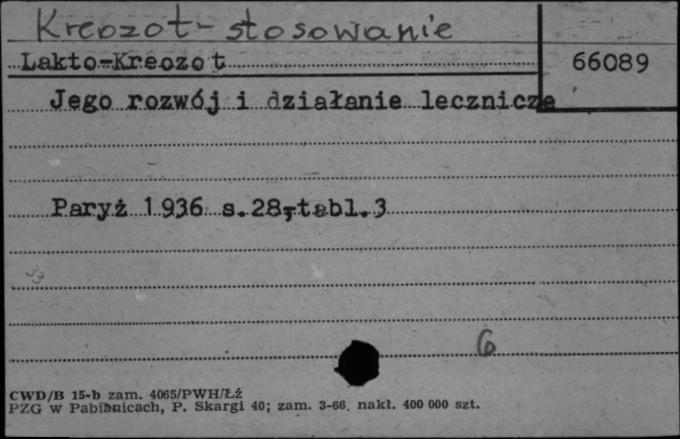 Kreozot - stosowanie
Lakto-Kreozot
66089
Jego rozwój i działanie lecznicze
Paryż 1936 s.28,tabl.3
33
6
CWD/B 15-b zam. 4065/PWH/Łź
PZG w Pabianicach, P. Skargi 40; zam. 3-66. nakł. 400 000 szt.